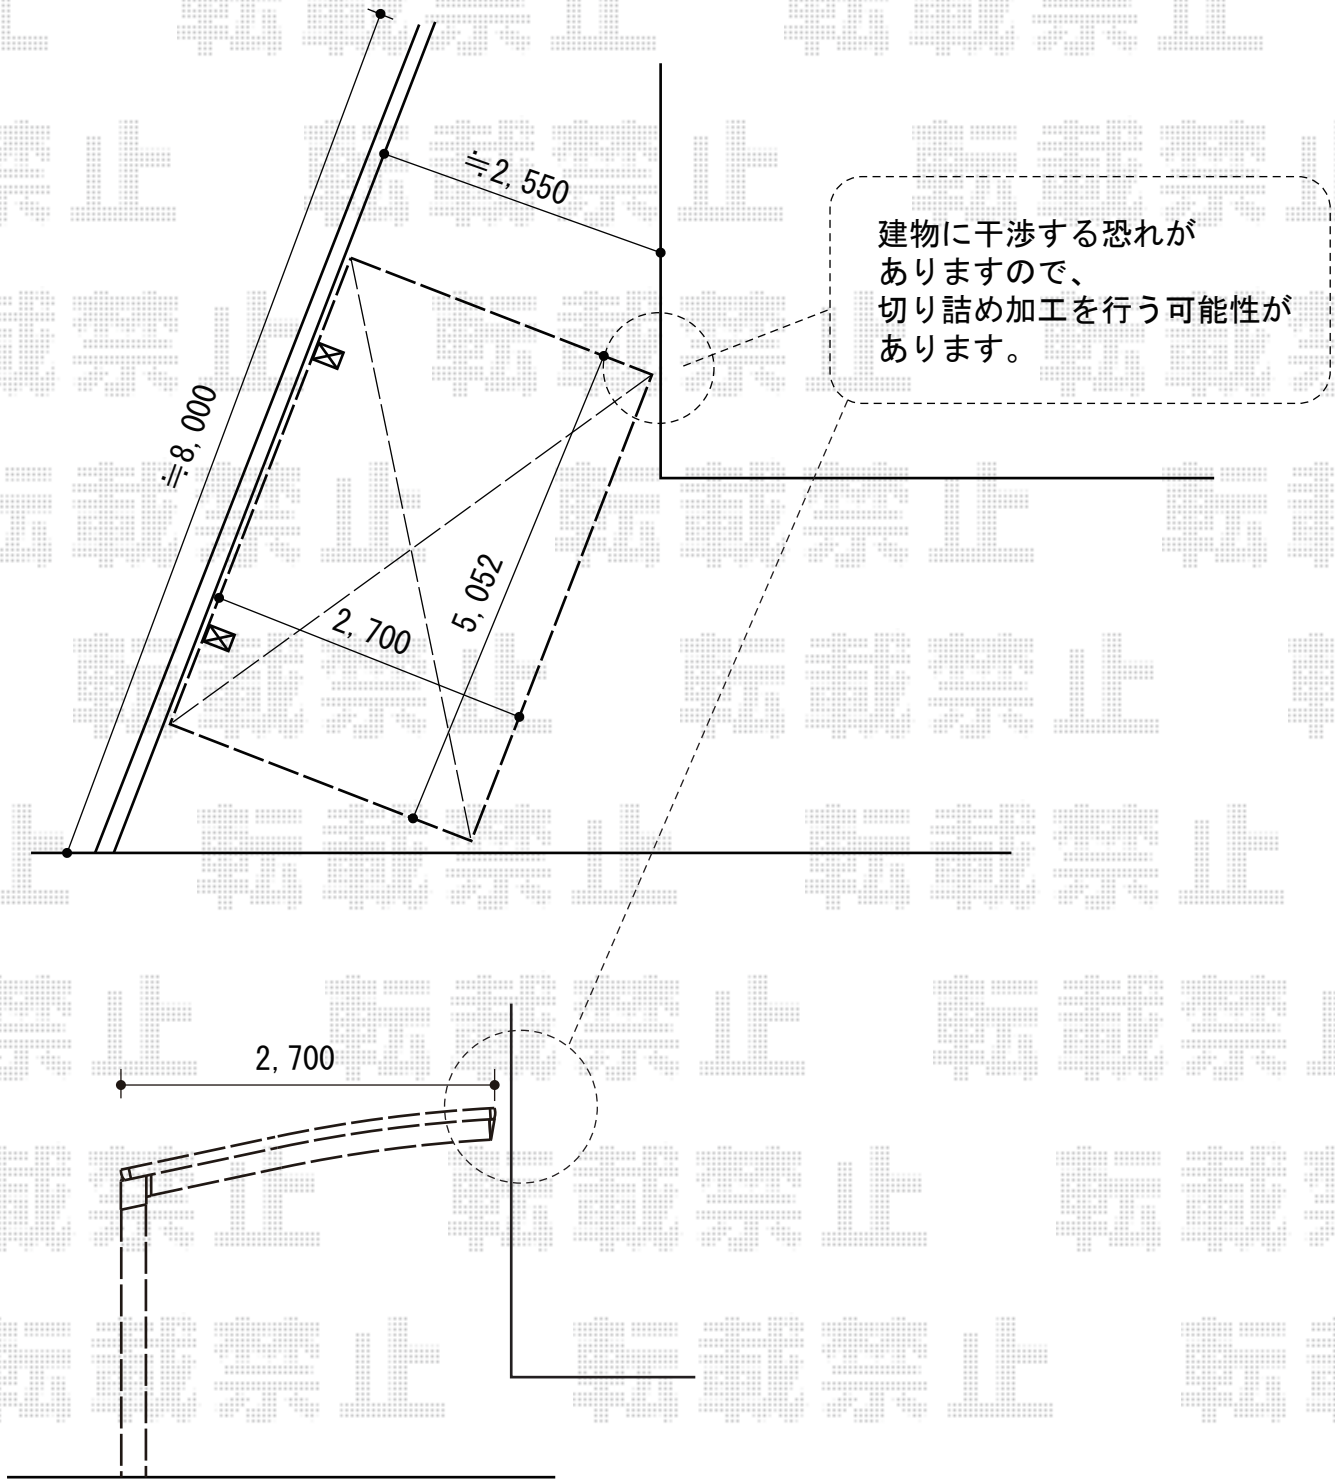 ≒2,550
建物に干渉する恐れが
ありますので、
切り詰め加工を行う可能性が
あります。
≒8,000
5,052
2,700
2,700
転載禁止